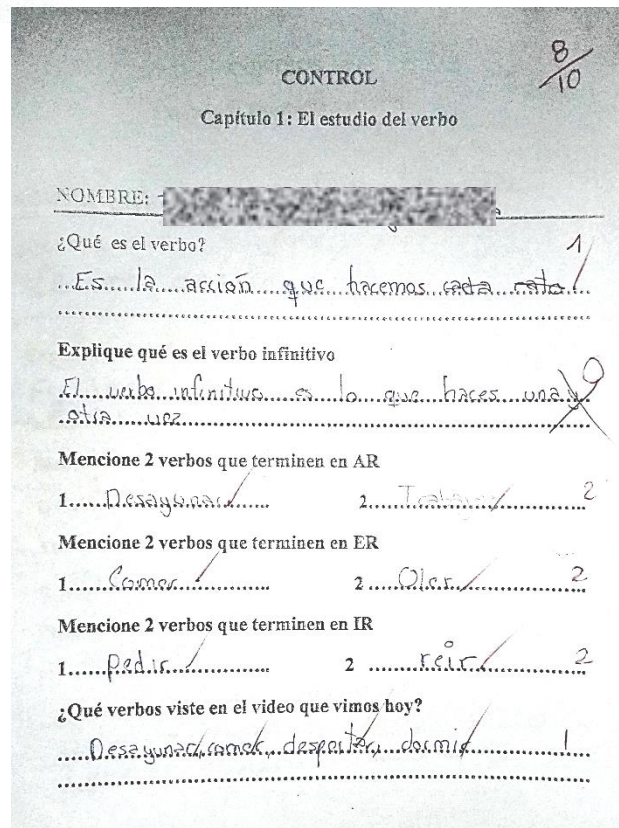 8/10
CONTROL
Capítulo 1: El estudio del verbo
NOMBRE:
¿Qué es el verbo? 1
Es la acción que hacemos cada rato
Explique qué es el verbo infinitivo 0
El verbo infinitivo es lo que haces una y
otra vez
Mencione 2 verbos que terminen en AR
1 Desayunar 2 2
Mencione 2 verbos que terminen en ER
1 Comer 2 Oler 2
Mencione 2 verbos que terminen en IR
1 pedir 2 reir 2
¿Qué verbos viste en el video que vimos hoy?
Desayunar, comer, despertar, dormir 1